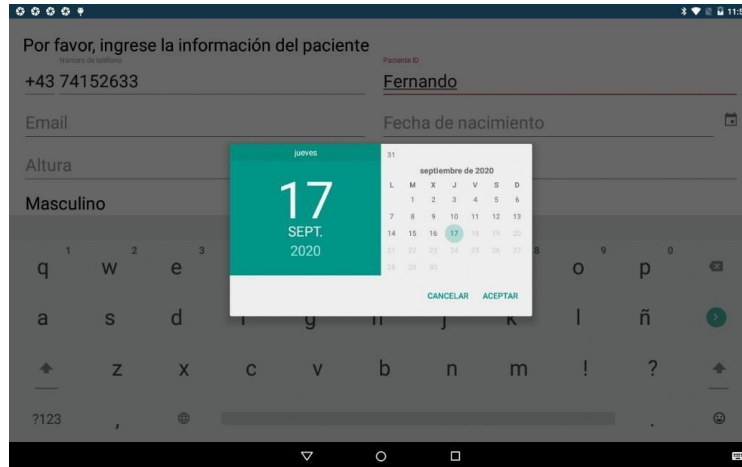 11:5
Por favor, ingrese la información del paciente
Número de teléfono
Paciente ID
+43 74152633
Fernando
Email
Fecha de nacimiento
Altura
Masculino
jueves
17
SEPT.
2020
31
septiembre de 2020
L M X J V S D
1 2 3 4 5 6
7 8 9 10 11 12 13
14 15 16 17 18 19 20
21 22 23 24 25 26 27
28 29 30
CANCELAR ACEPTAR
1 2 3 8 9 0
q w e o p
a s d l ñ
z x c v b n m ! ?
?123 , .